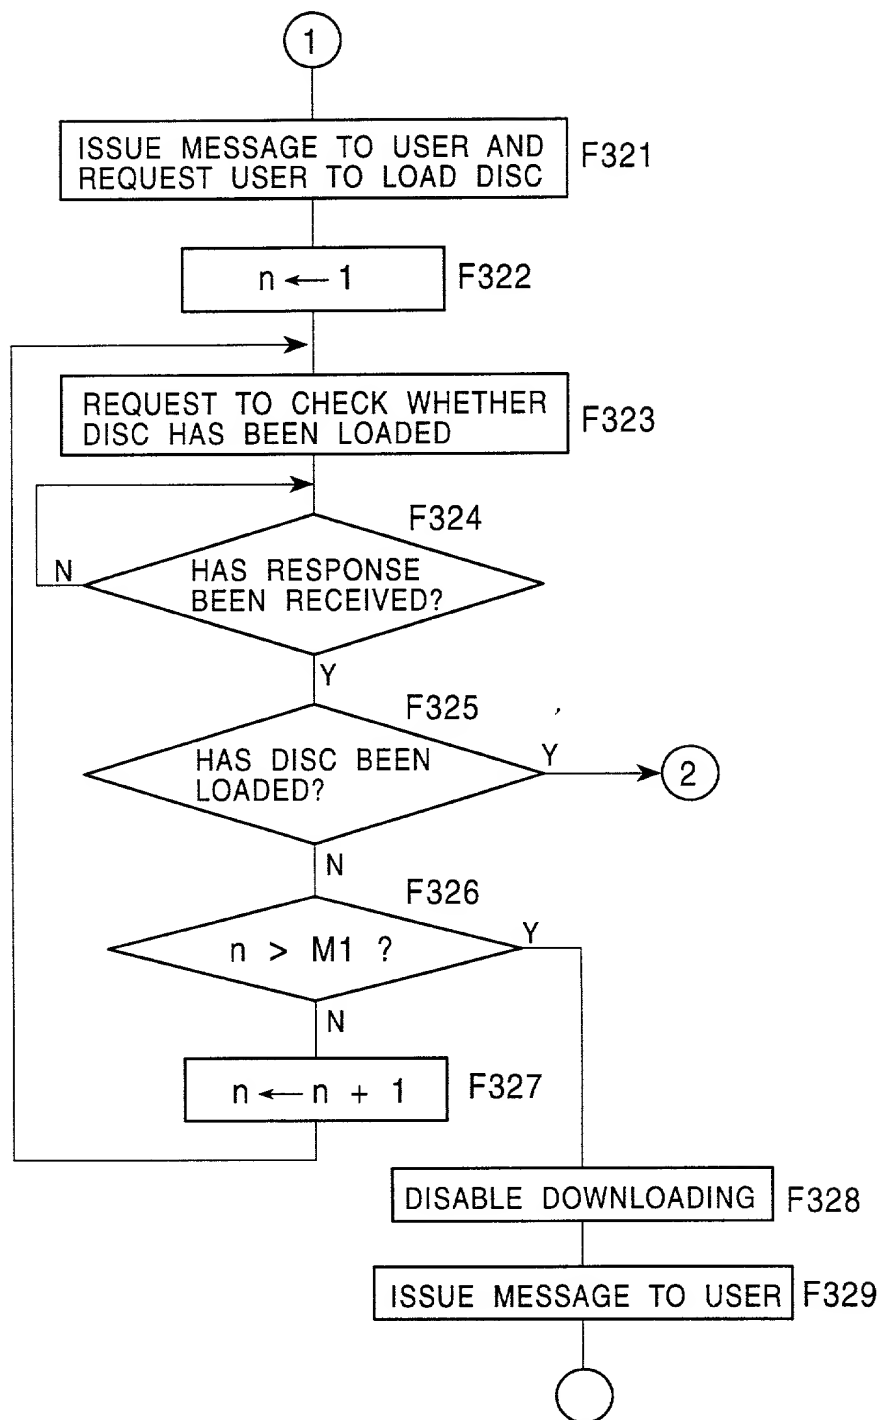 1
ISSUE MESSAGE TO USER AND
REQUEST USER TO LOAD DISC
F321
n ← 1
F322
REQUEST TO CHECK WHETHER
DISC HAS BEEN LOADED
F323
F324
N
HAS RESPONSE
BEEN RECEIVED?
Y
F325
HAS DISC BEEN
LOADED?
Y
2
N
F326
n > M1 ?
Y
N
n ← n + 1
F327
DISABLE DOWNLOADING
F328
ISSUE MESSAGE TO USER
F329